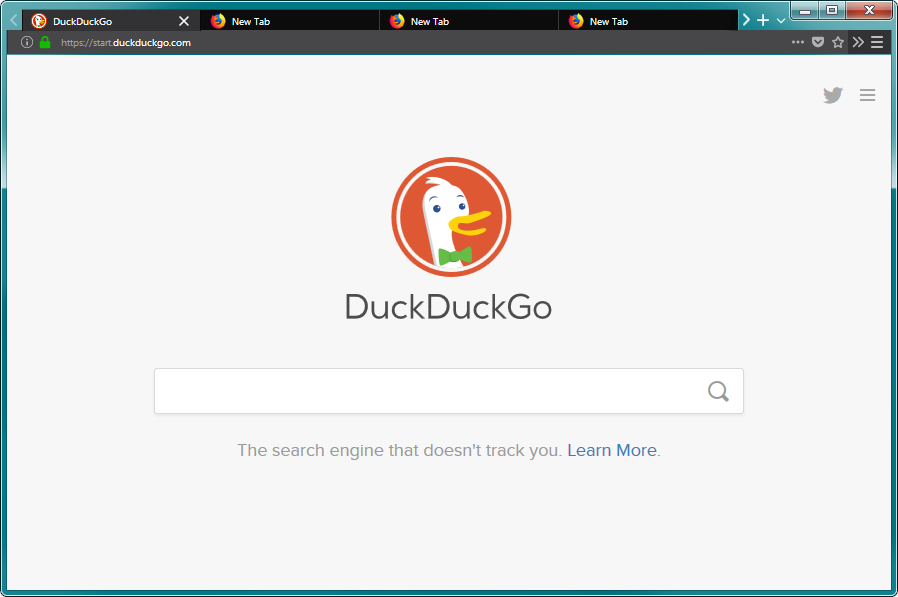 DuckDuckGo
New Tab
New Tab
New Tab
https://start.duckduckgo.com
DuckDuckGo
The search engine that doesn't track you. Learn More.